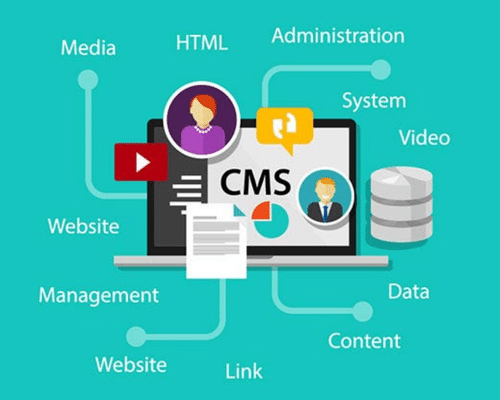 Administration
HTML
Media
System
Video
CMS
Website
Management
Data
Content
Website
Link